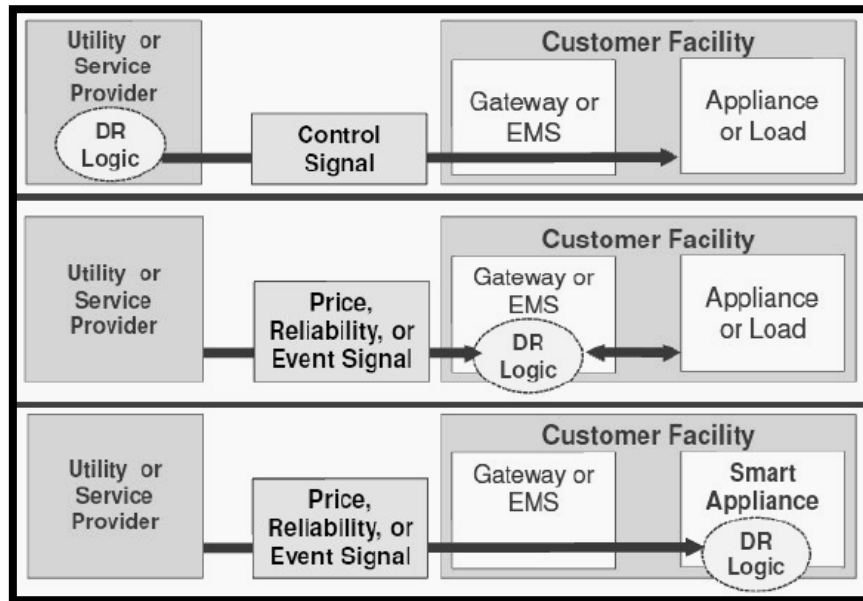 Utility or
Service
Provider
DR
Logic
Control
Signal
Customer Facility
Gateway or
EMS
Appliance
or Load
Utility or
Service
Provider
Price,
Reliability, or
Event Signal
Customer Facility
Gateway or
EMS
DR
Logic
Appliance
or Load
Utility or
Service
Provider
Price,
Reliability, or
Event Signal
Customer Facility
Gateway or
EMS
Smart
Appliance
DR
Logic